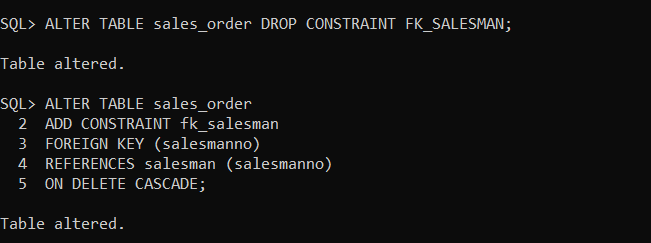 SQL> ALTER TABLE sales_order DROP CONSTRAINT FK_SALESMAN;
Table altered.
SQL> ALTER TABLE sales_order
2 ADD CONSTRAINT fk_salesman
3 FOREIGN KEY (salesmanno)
4 REFERENCES salesman (salesmanno)
5 ON DELETE CASCADE;
Table altered.